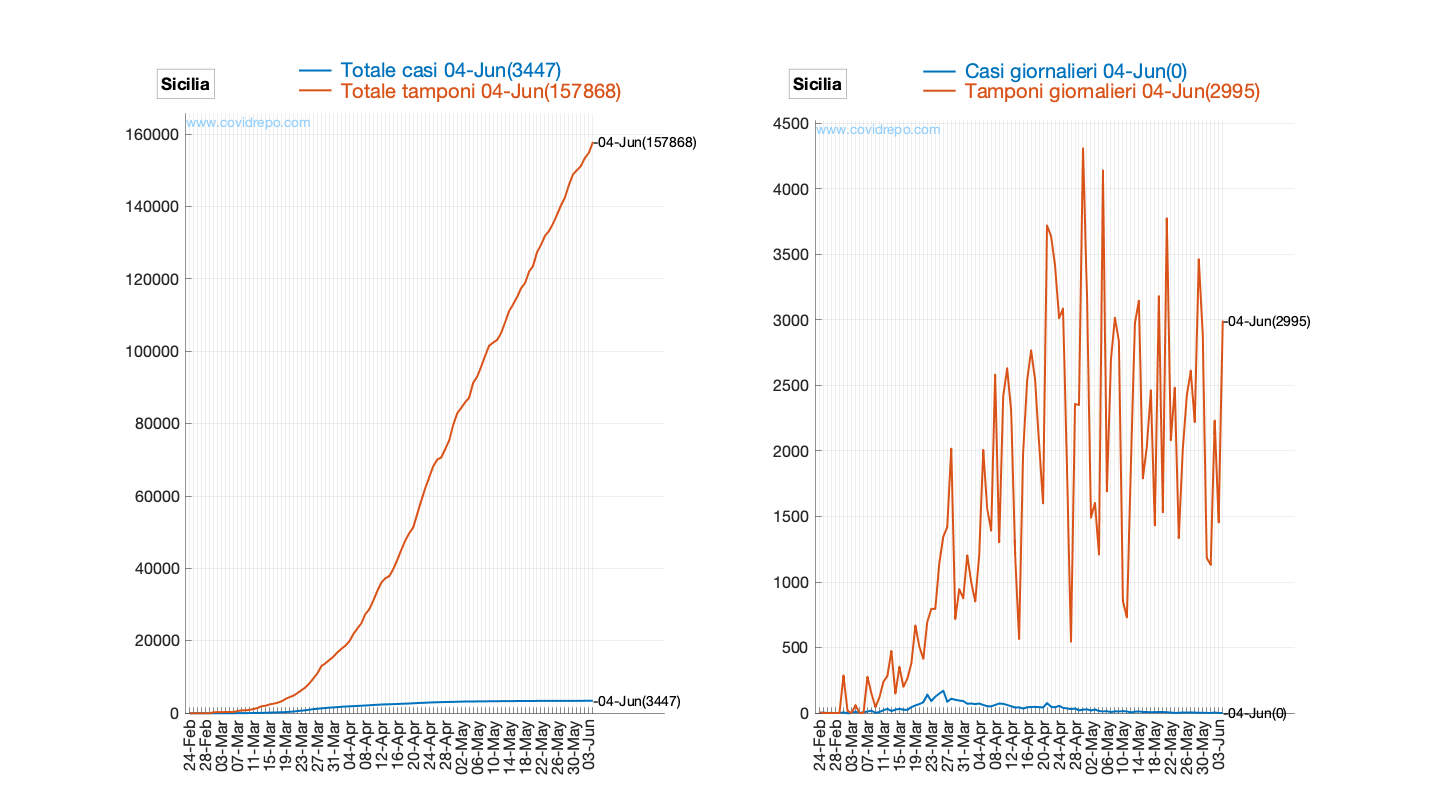 Sicilia
Totale casi 04-Jun(3447)
Totale tamponi 04-Jun(157868)
www.covidrepo.com
160000
140000
120000
100000
80000
60000
40000
20000
0
04-Jun(157868)
04-Jun(3447)
24-Feb
28-Feb
03-Mar
07-Mar
11-Mar
15-Mar
19-Mar
23-Mar
27-Mar
31-Mar
04-Apr
08-Apr
12-Apr
16-Apr
20-Apr
24-Apr
28-Apr
02-May
06-May
10-May
14-May
18-May
22-May
26-May
30-May
03-Jun
Sicilia
Casi giornalieri 04-Jun(0)
Tamponi giornalieri 04-Jun(2995)
www.covidrepo.com
4500
4000
3500
3000
2500
2000
1500
1000
500
0
04-Jun(2995)
04-Jun(0)
24-Feb
28-Feb
03-Mar
07-Mar
11-Mar
15-Mar
19-Mar
23-Mar
27-Mar
31-Mar
04-Apr
08-Apr
12-Apr
16-Apr
20-Apr
24-Apr
28-Apr
02-May
06-May
10-May
14-May
18-May
22-May
26-May
30-May
03-Jun